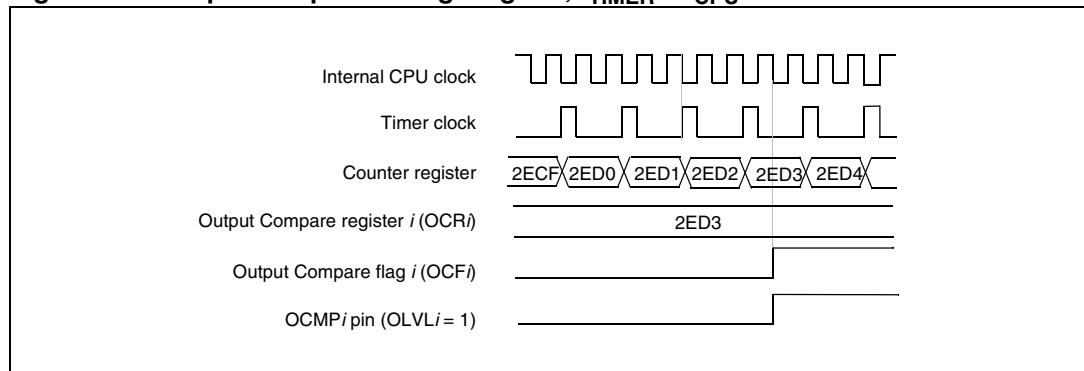 Internal CPU clock
Timer clock
Counter register
2ECF 2ED0 2ED1 2ED2 2ED3 2ED4
Output Compare register i (OCRi)
2ED3
Output Compare flag i (OCFi)
OCMPi pin (OLVLi = 1)